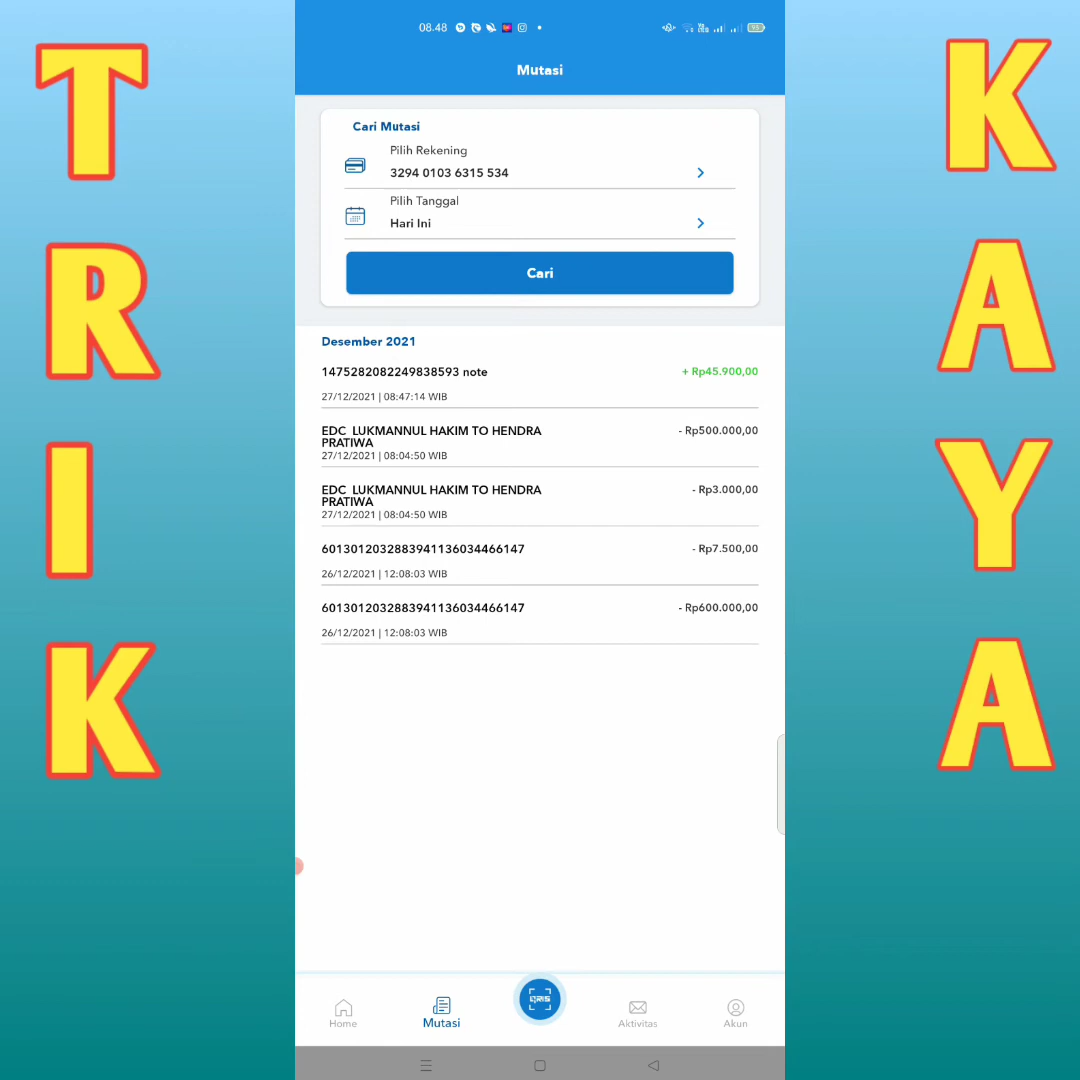 TRIK
KAYA
08.48
Mutasi
Cari Mutasi
Pilih Rekening
3294 0103 6315 534
Pilih Tanggal
Hari Ini
Cari
Desember 2021
1475282082249838593 note
+ Rp45.900,00
27/12/2021 | 08:47:14 WIB
EDC LUKMANNUL HAKIM TO HENDRA
PRATIWA
- Rp500.000,00
27/12/2021 | 08:04:50 WIB
EDC LUKMANNUL HAKIM TO HENDRA
PRATIWA
- Rp3.000,00
27/12/2021 | 08:04:50 WIB
6013012032883941136034466147
- Rp7.500,00
26/12/2021 | 12:08:03 WIB
6013012032883941136034466147
- Rp600.000,00
26/12/2021 | 12:08:03 WIB
Home
Mutasi
QRIS
Aktivitas
Akun